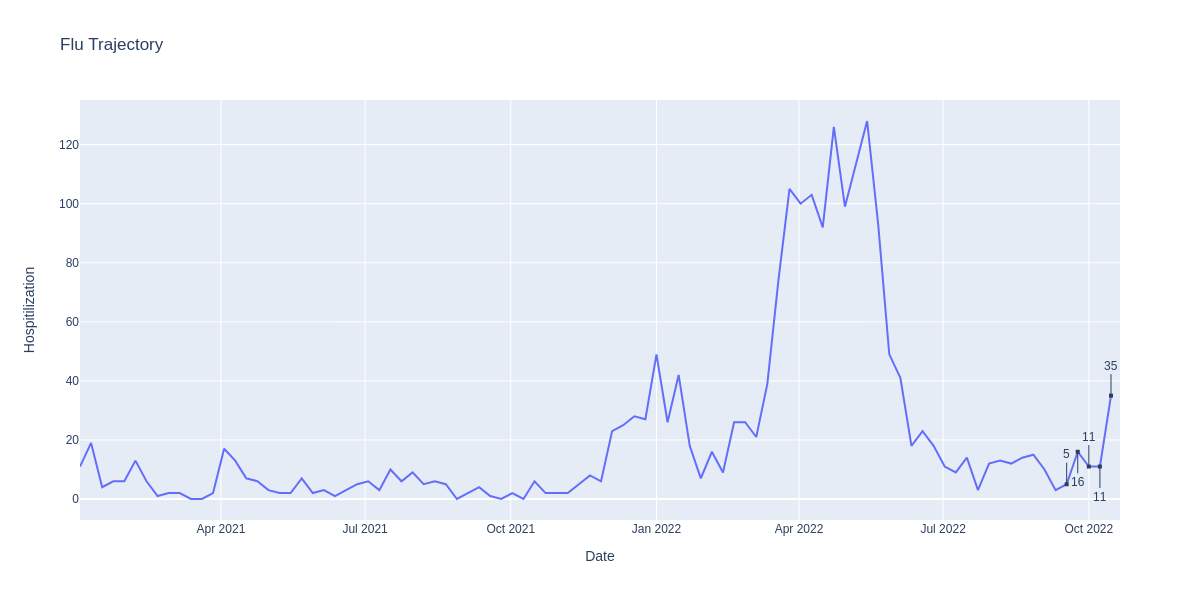 Flu Trajectory
Hospitilization
120
100
80
60
40
20
0
35
11
5
16
11
Apr 2021
Jul 2021
Oct 2021
Jan 2022
Apr 2022
Jul 2022
Oct 2022
Date